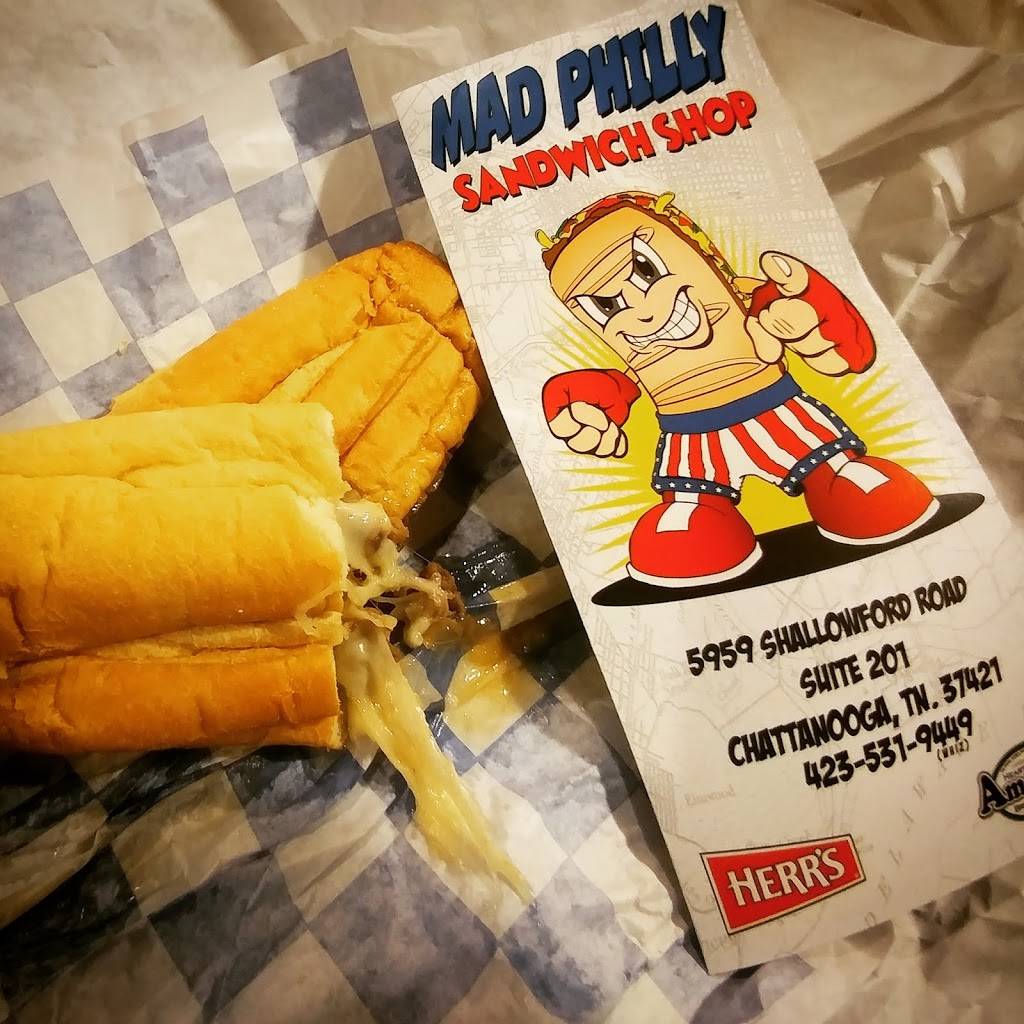 MAD PHILLY
SANDWICH SHOP
5959 SHALLOWFORD ROAD
SUITE 201
CHATTANOOGA, TN. 37421
423-531-9449
(WHIZ)
HERR'S